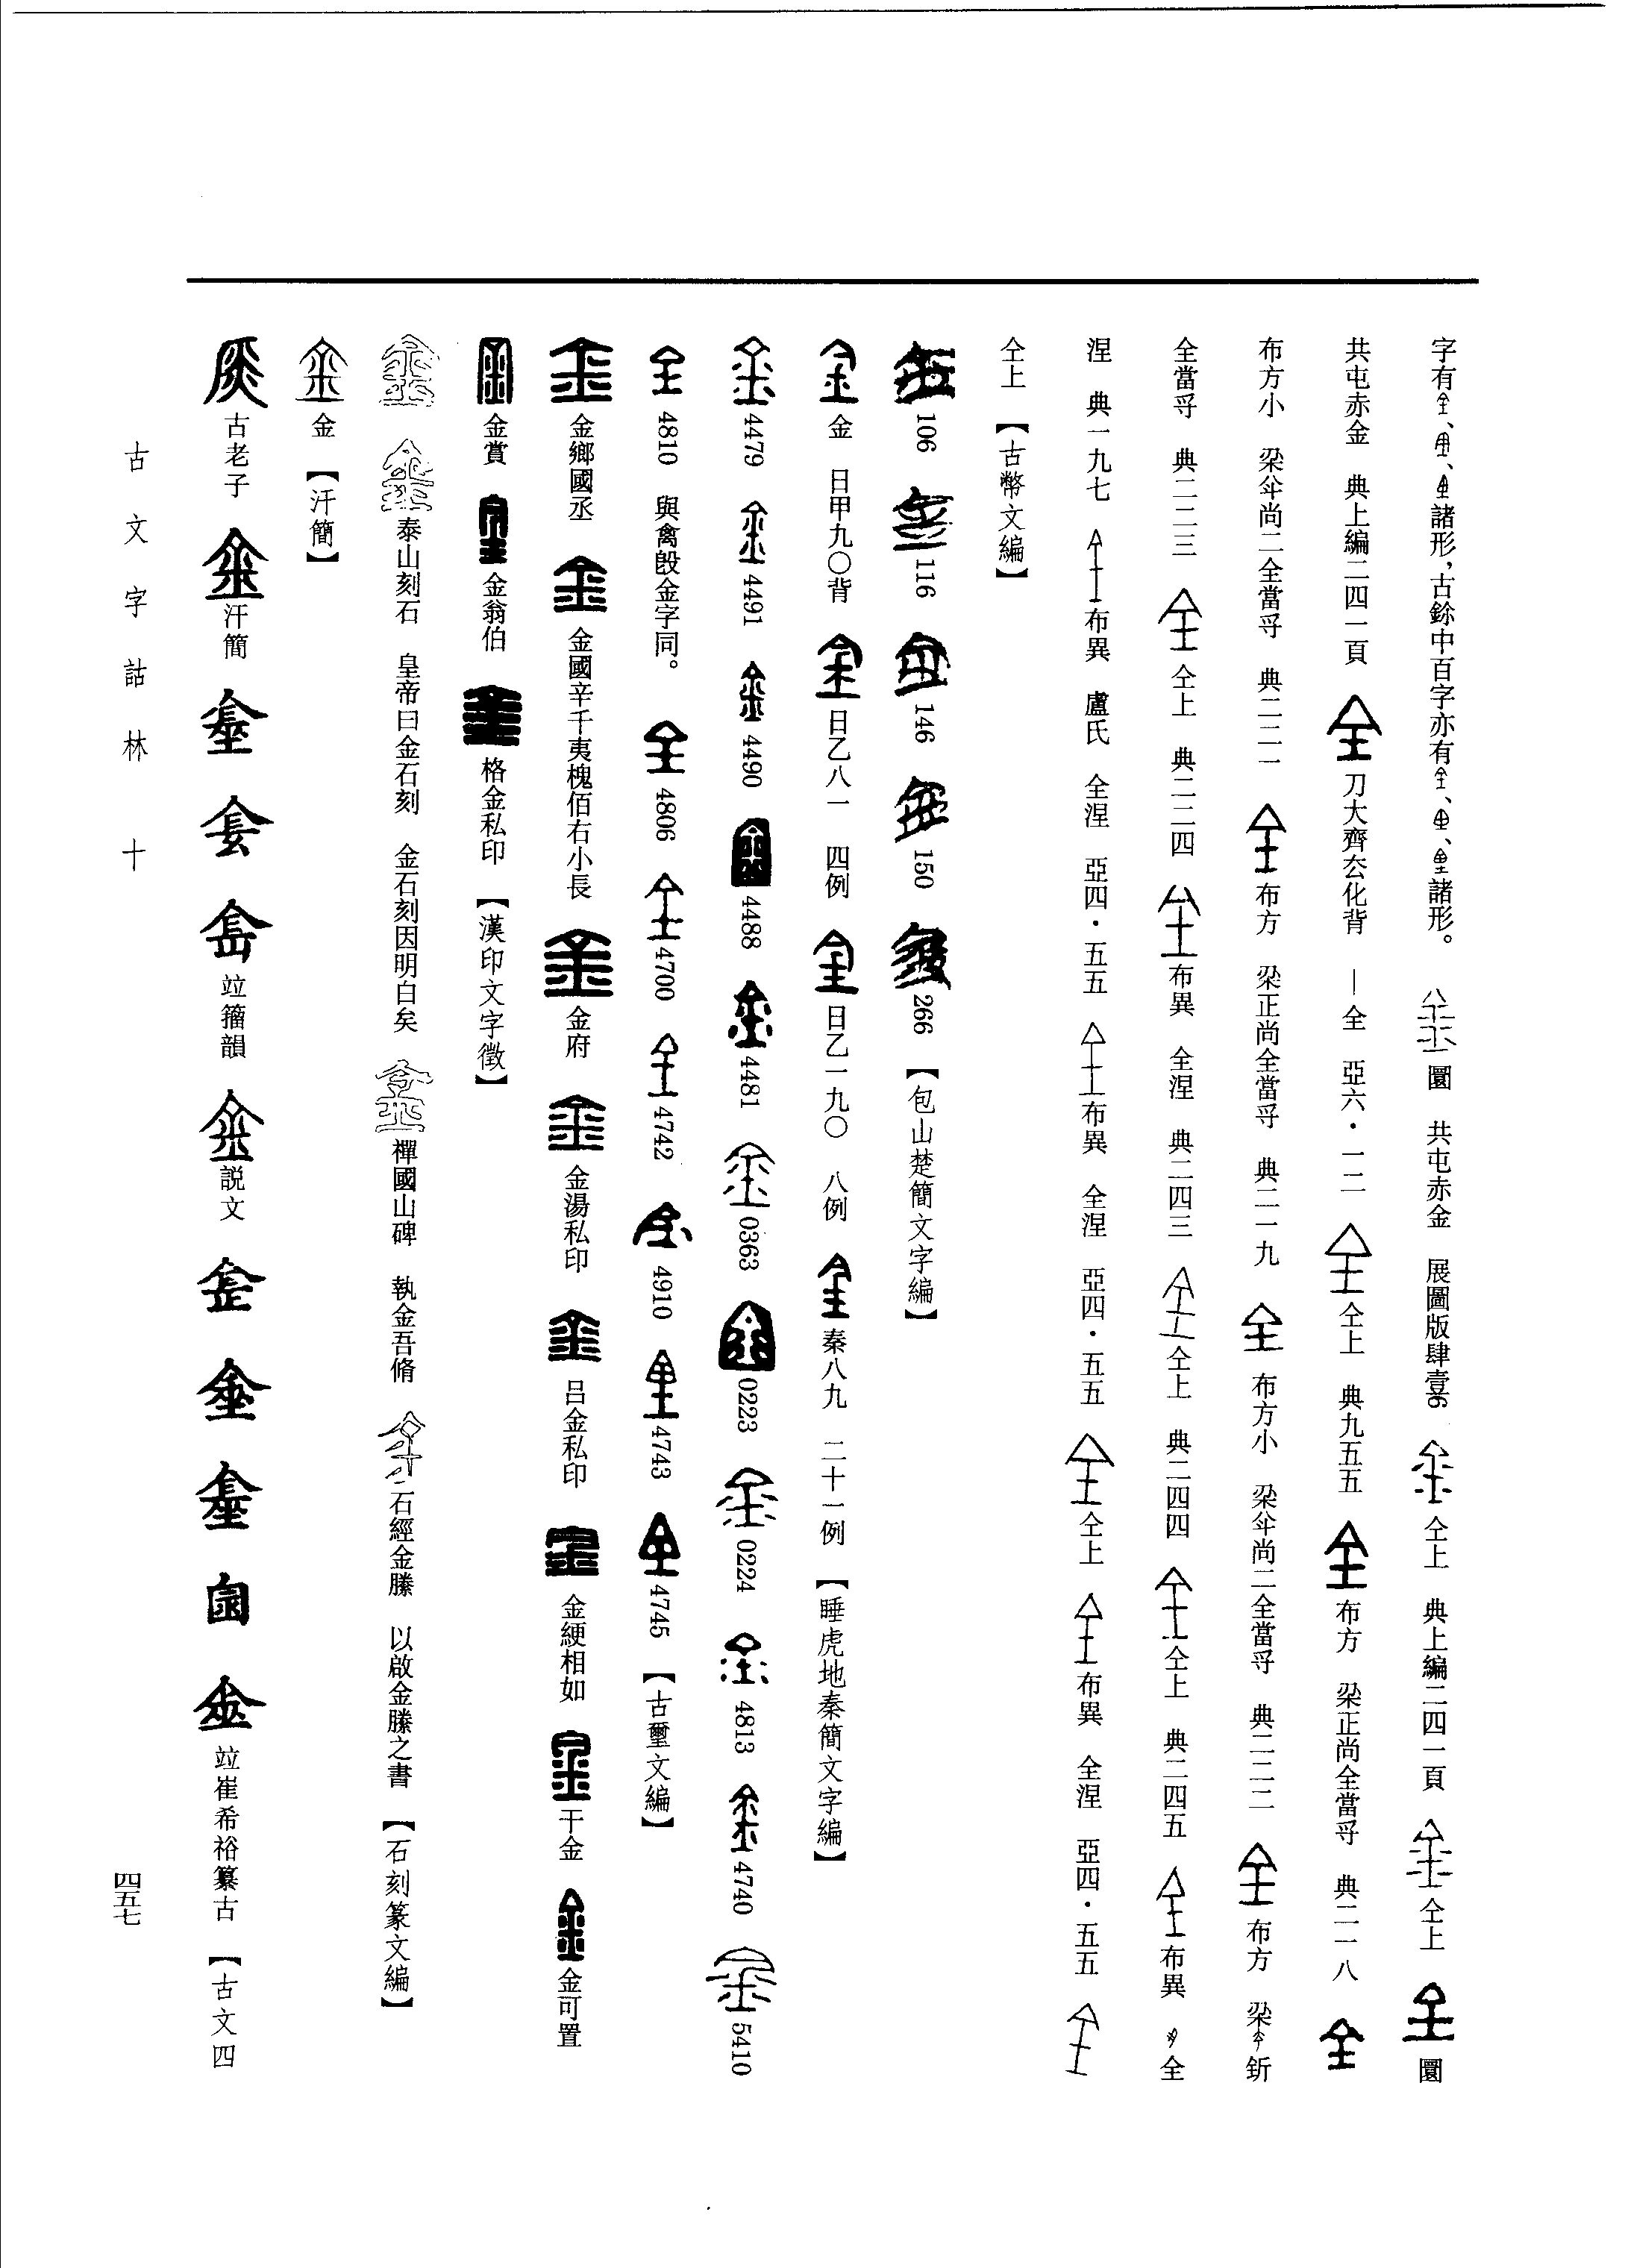 字有、、諸形，古鉩中百字亦有、、諸形。 圜 共屯赤金 展圖版肆壹6 仝上 典上編二四一頁 仝上 圜
共屯赤金 典上編二四一頁 刀大齊厺化背 ｜全 亞六·一二 仝上 典九五五 布方 梁正尚全當寽 典二一八
布方小 梁尚二全當寽 典二二一 布方 梁正尚全當寽 典二一九 布方小 梁尚二全當寽 典二二二 布方 梁釿
全當寽 典二二三 仝上 典二二四 布異 全涅 典二四三 仝上 典二四四 仝上 典二四五 布異 全
涅 典一九七 布異 盧氏 全涅 亞四·五五 布異 全涅 亞四·五五 仝上 布異 全涅 亞四·五五
仝上 【古幣文編】
106 116 146 150 266 【包山楚簡文字編】
金 日甲九〇背 日乙八一 四例 日乙一九〇 八例 秦八九 二十一例 【睡虎地秦簡文字編】
4479 4491 4490 4488 4481 0363 0223 0224 4813 4740 5410
4810 與禽𣪘金字同。 4806 4700 4742 4910 4743 4745 【古璽文編】
金鄉國丞 金國辛千夷槐佰右小長 金府 金湯私印 呂金私印 金綆相如 干金 金可置
金賞 金翁伯 格金私印 【漢印文字徵】
泰山刻石 皇帝曰金石刻 金石刻因明白矣 禪國山碑 執金吾脩 石經金縢 以啟金縢之書 【石刻篆文編】
金 【汗簡】
古老子 汗簡 竝籀韻 説文 竝崔希裕纂古 【古文四
古文字詁林 十
四五七